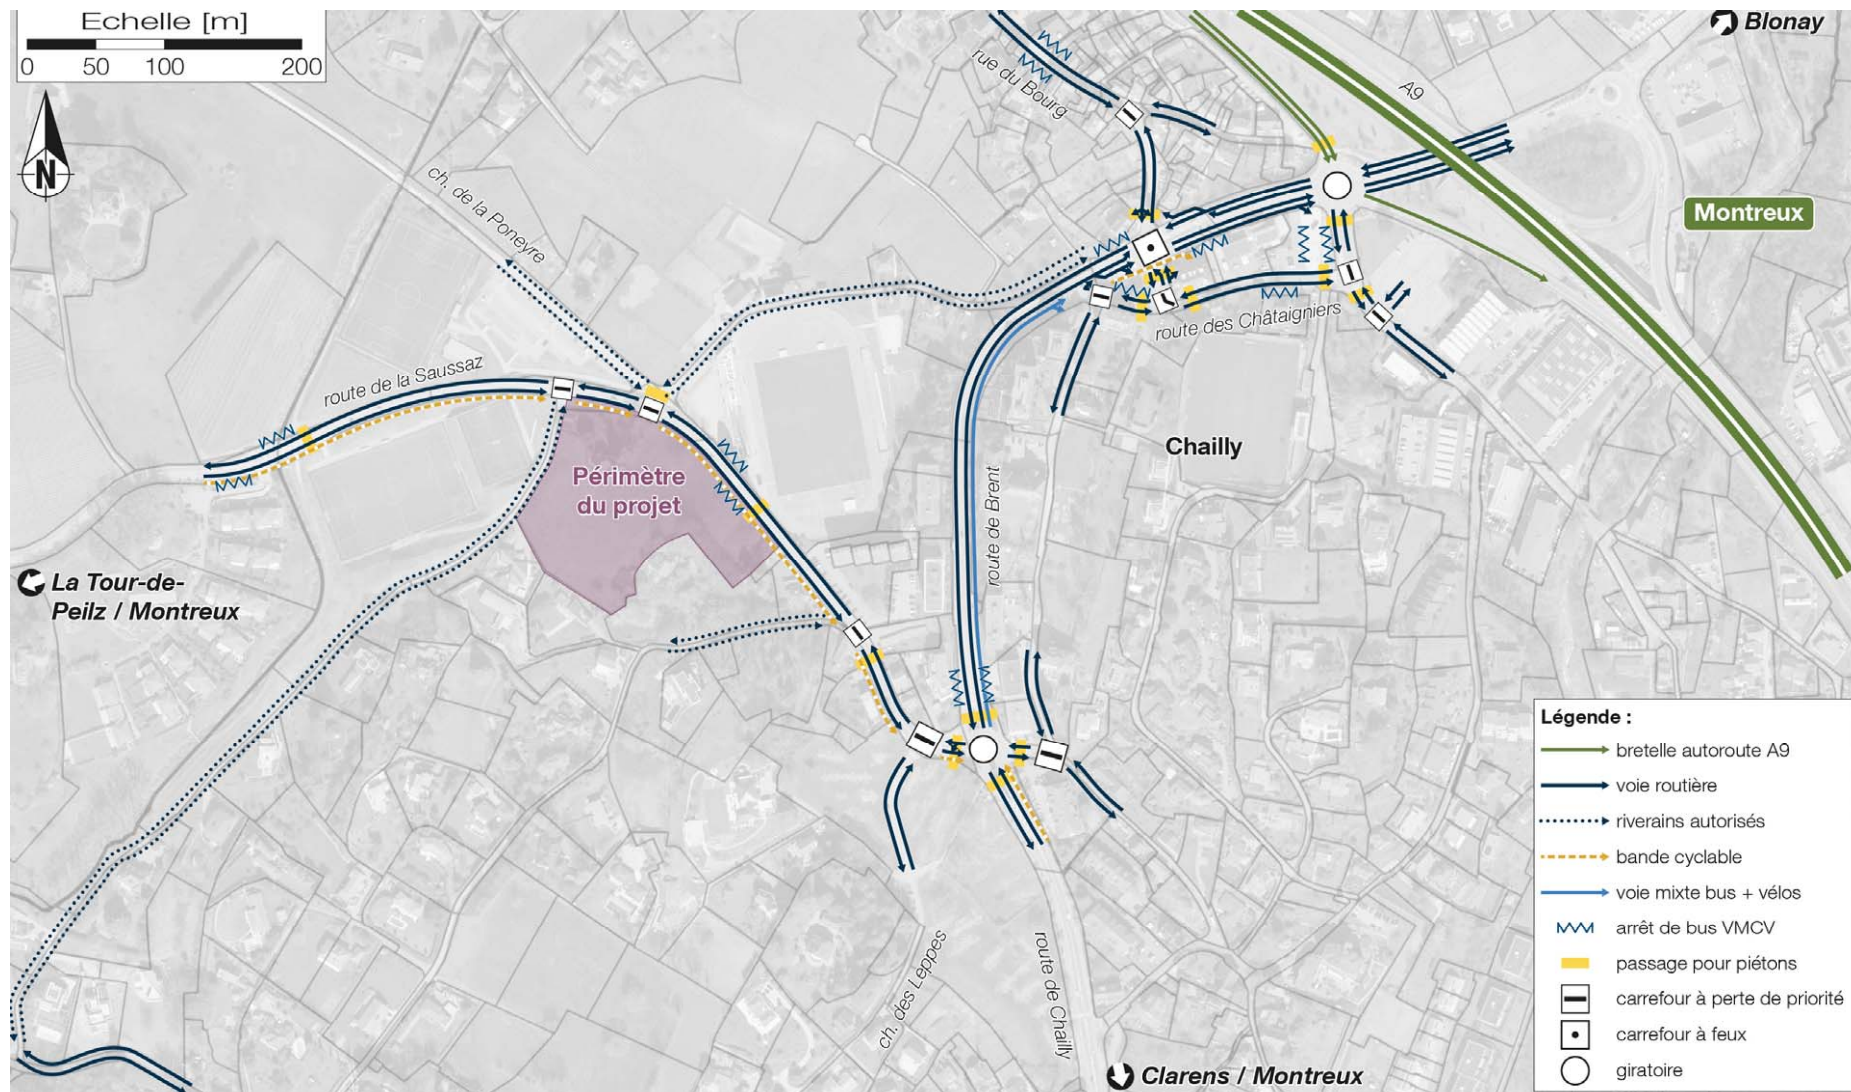 Echelle [m]
0 50 100 200
N
Blonay
A9
rue du Bourg
ch. de la Poneyre
Montreux
route de la Saussaz
route des Châtaigniers
Chailly
Périmètre
du projet
route de Brent
La Tour-de-
Peilz / Montreux
ch. des Leppes
route de Chailly
Clarens / Montreux
Légende :
bretelle autoroute A9
voie routière
riverains autorisés
bande cyclable
voie mixte bus + vélos
arrêt de bus VMCV
passage pour piétons
carrefour à perte de priorité
carrefour à feux
giratoire